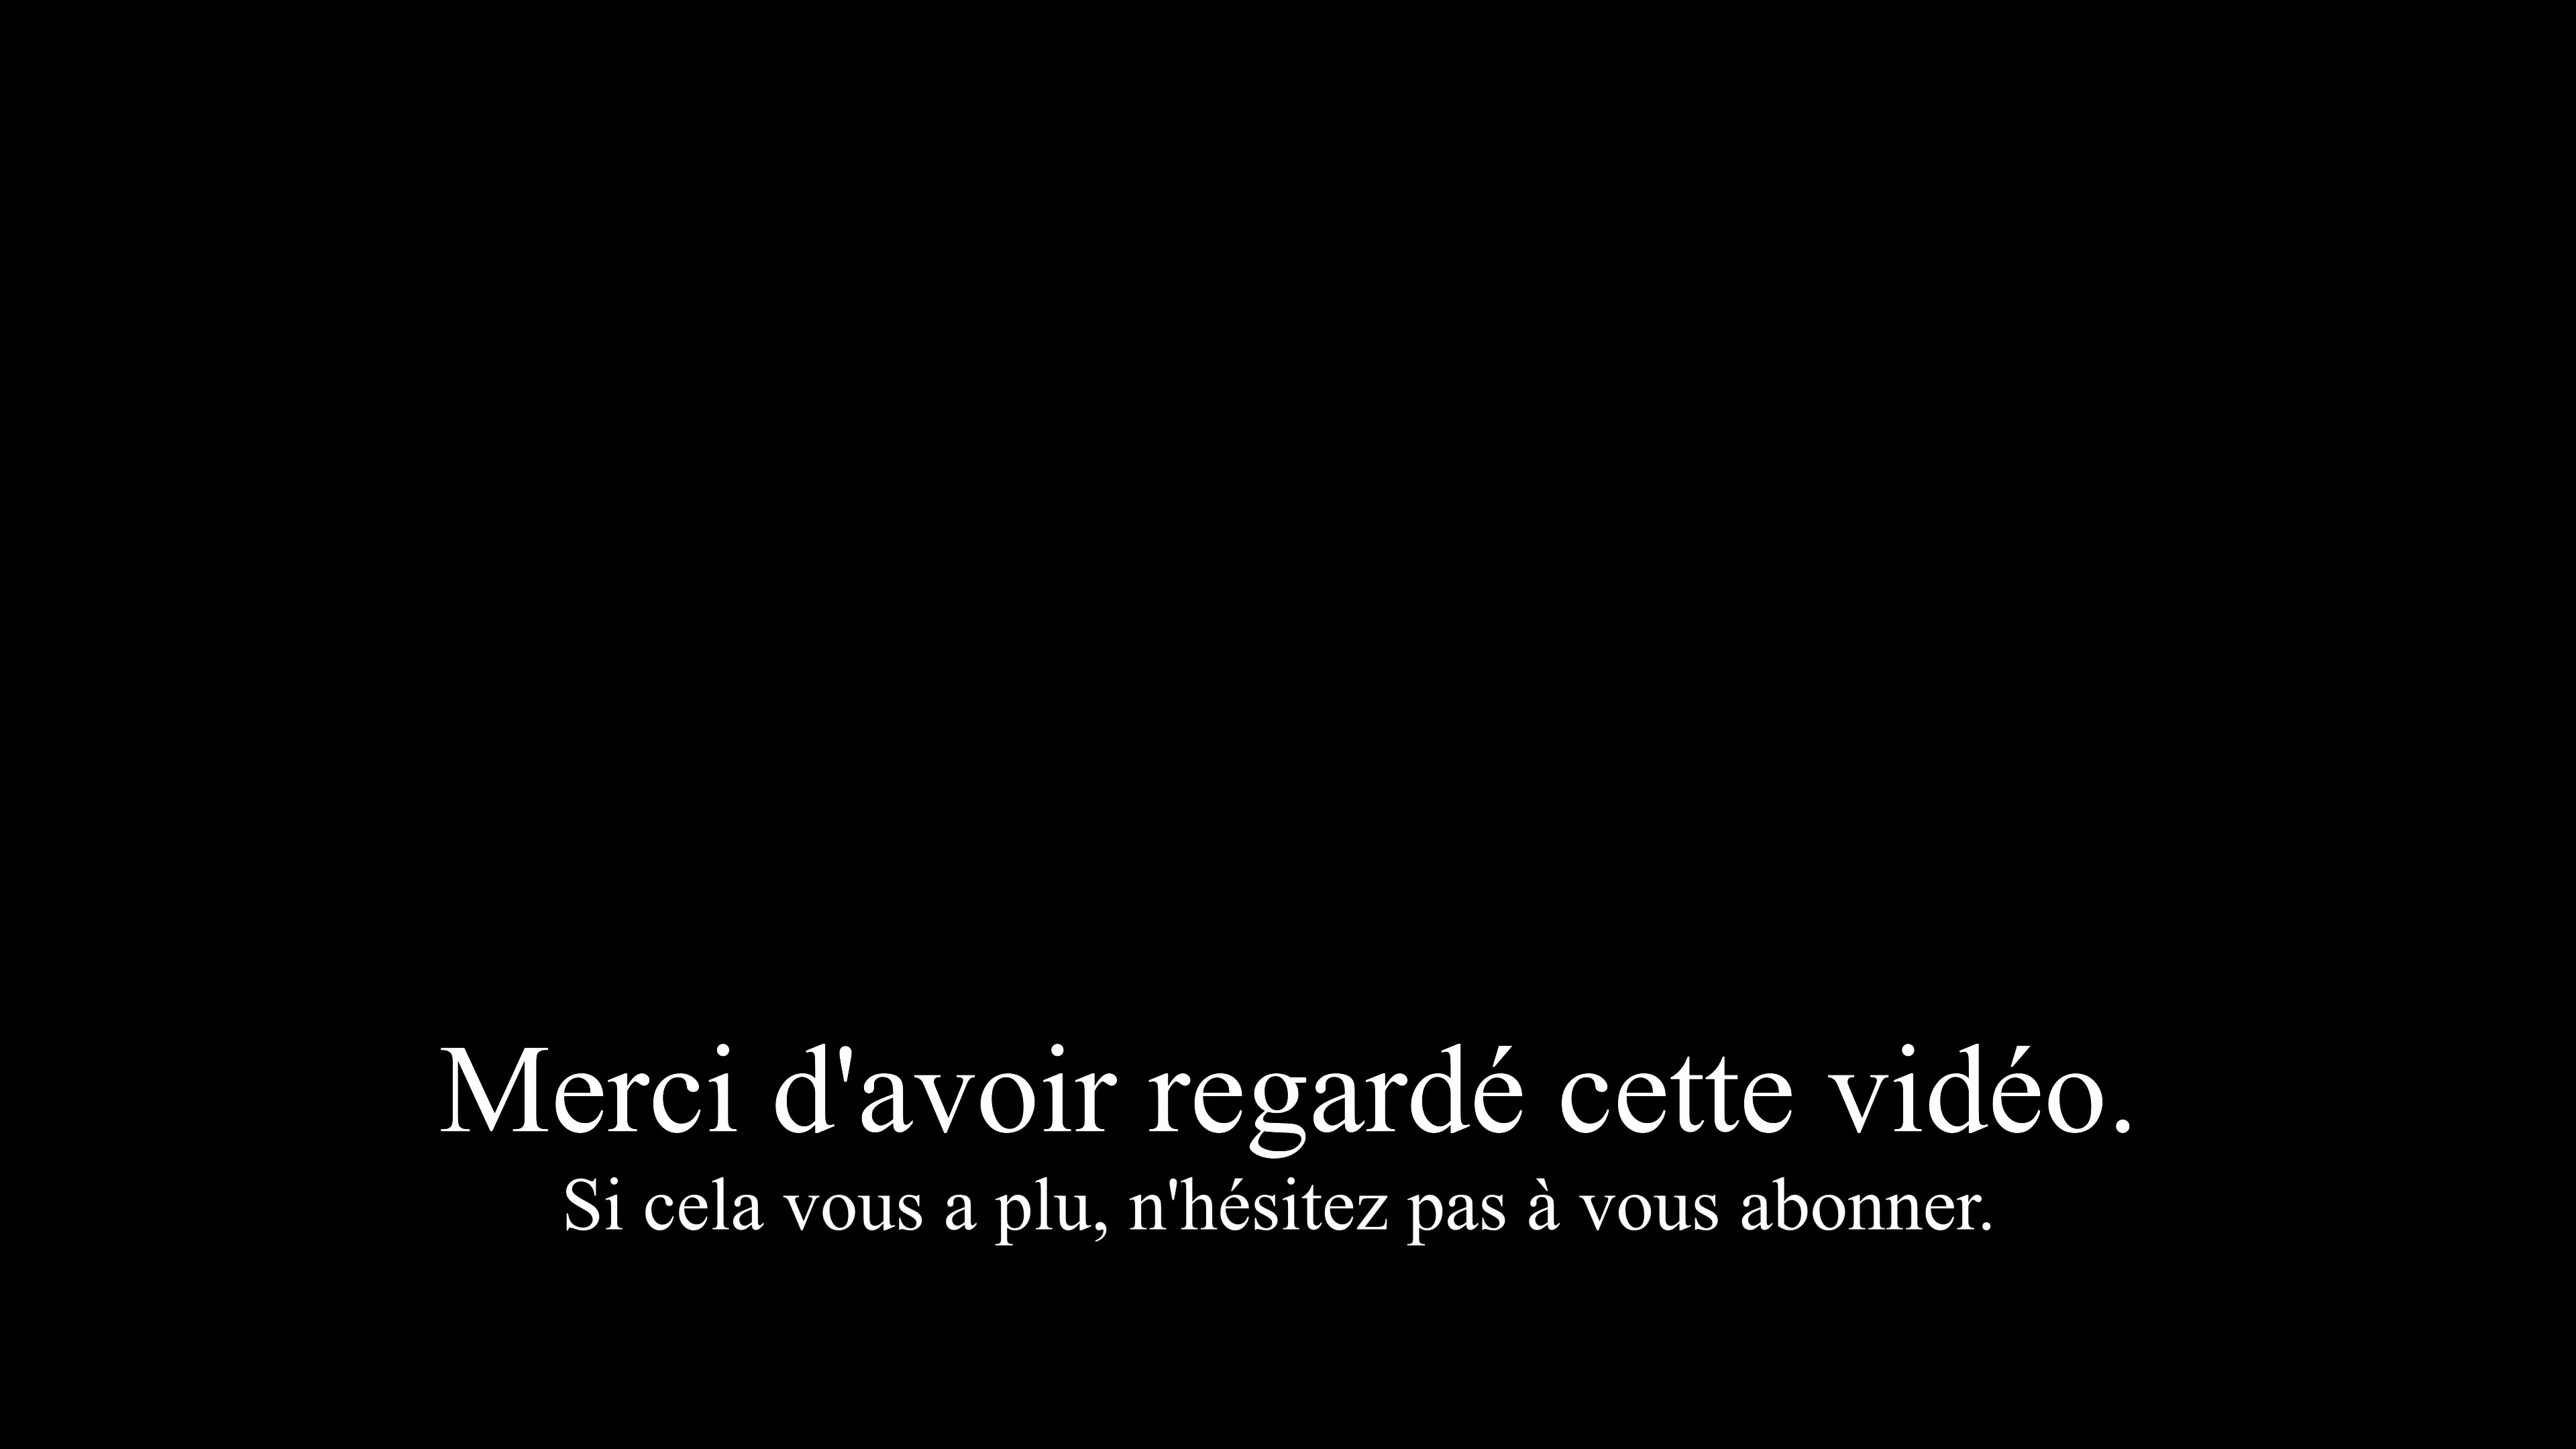 Merci d'avoir regardé cette vidéo.
Si cela vous a plu, n'hésitez pas à vous abonner.